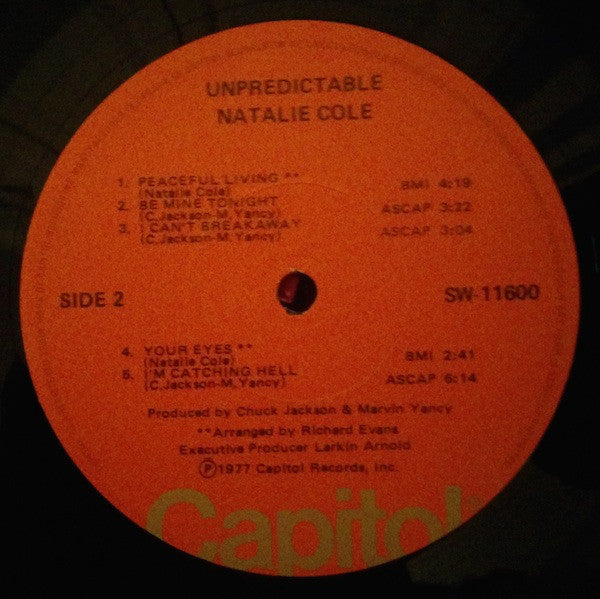 UNPREDICTABLE
NATALIE COLE
1. PEACEFUL LIVING ** BMI 4:19
(Natalie Cole)
2. BE MINE TONIGHT ASCAP 3:22
(C.Jackson-M. Yancy)
3. I CAN'T BREAKAWAY ASCAP 3:04
(C.Jackson-M. Yancy)
SIDE 2 SW-11600
4. YOUR EYES ** BMI 2:41
(Natalie Cole)
5. I'M CATCHING HELL ASCAP 6:14
(C.Jackson-M. Yancy)
Produced by Chuck Jackson & Marvin Yancy
**Arranged by Richard Evans
Executive Producer Larkin Arnold
Ⓟ1977 Capitol Records, Inc.
Capitol